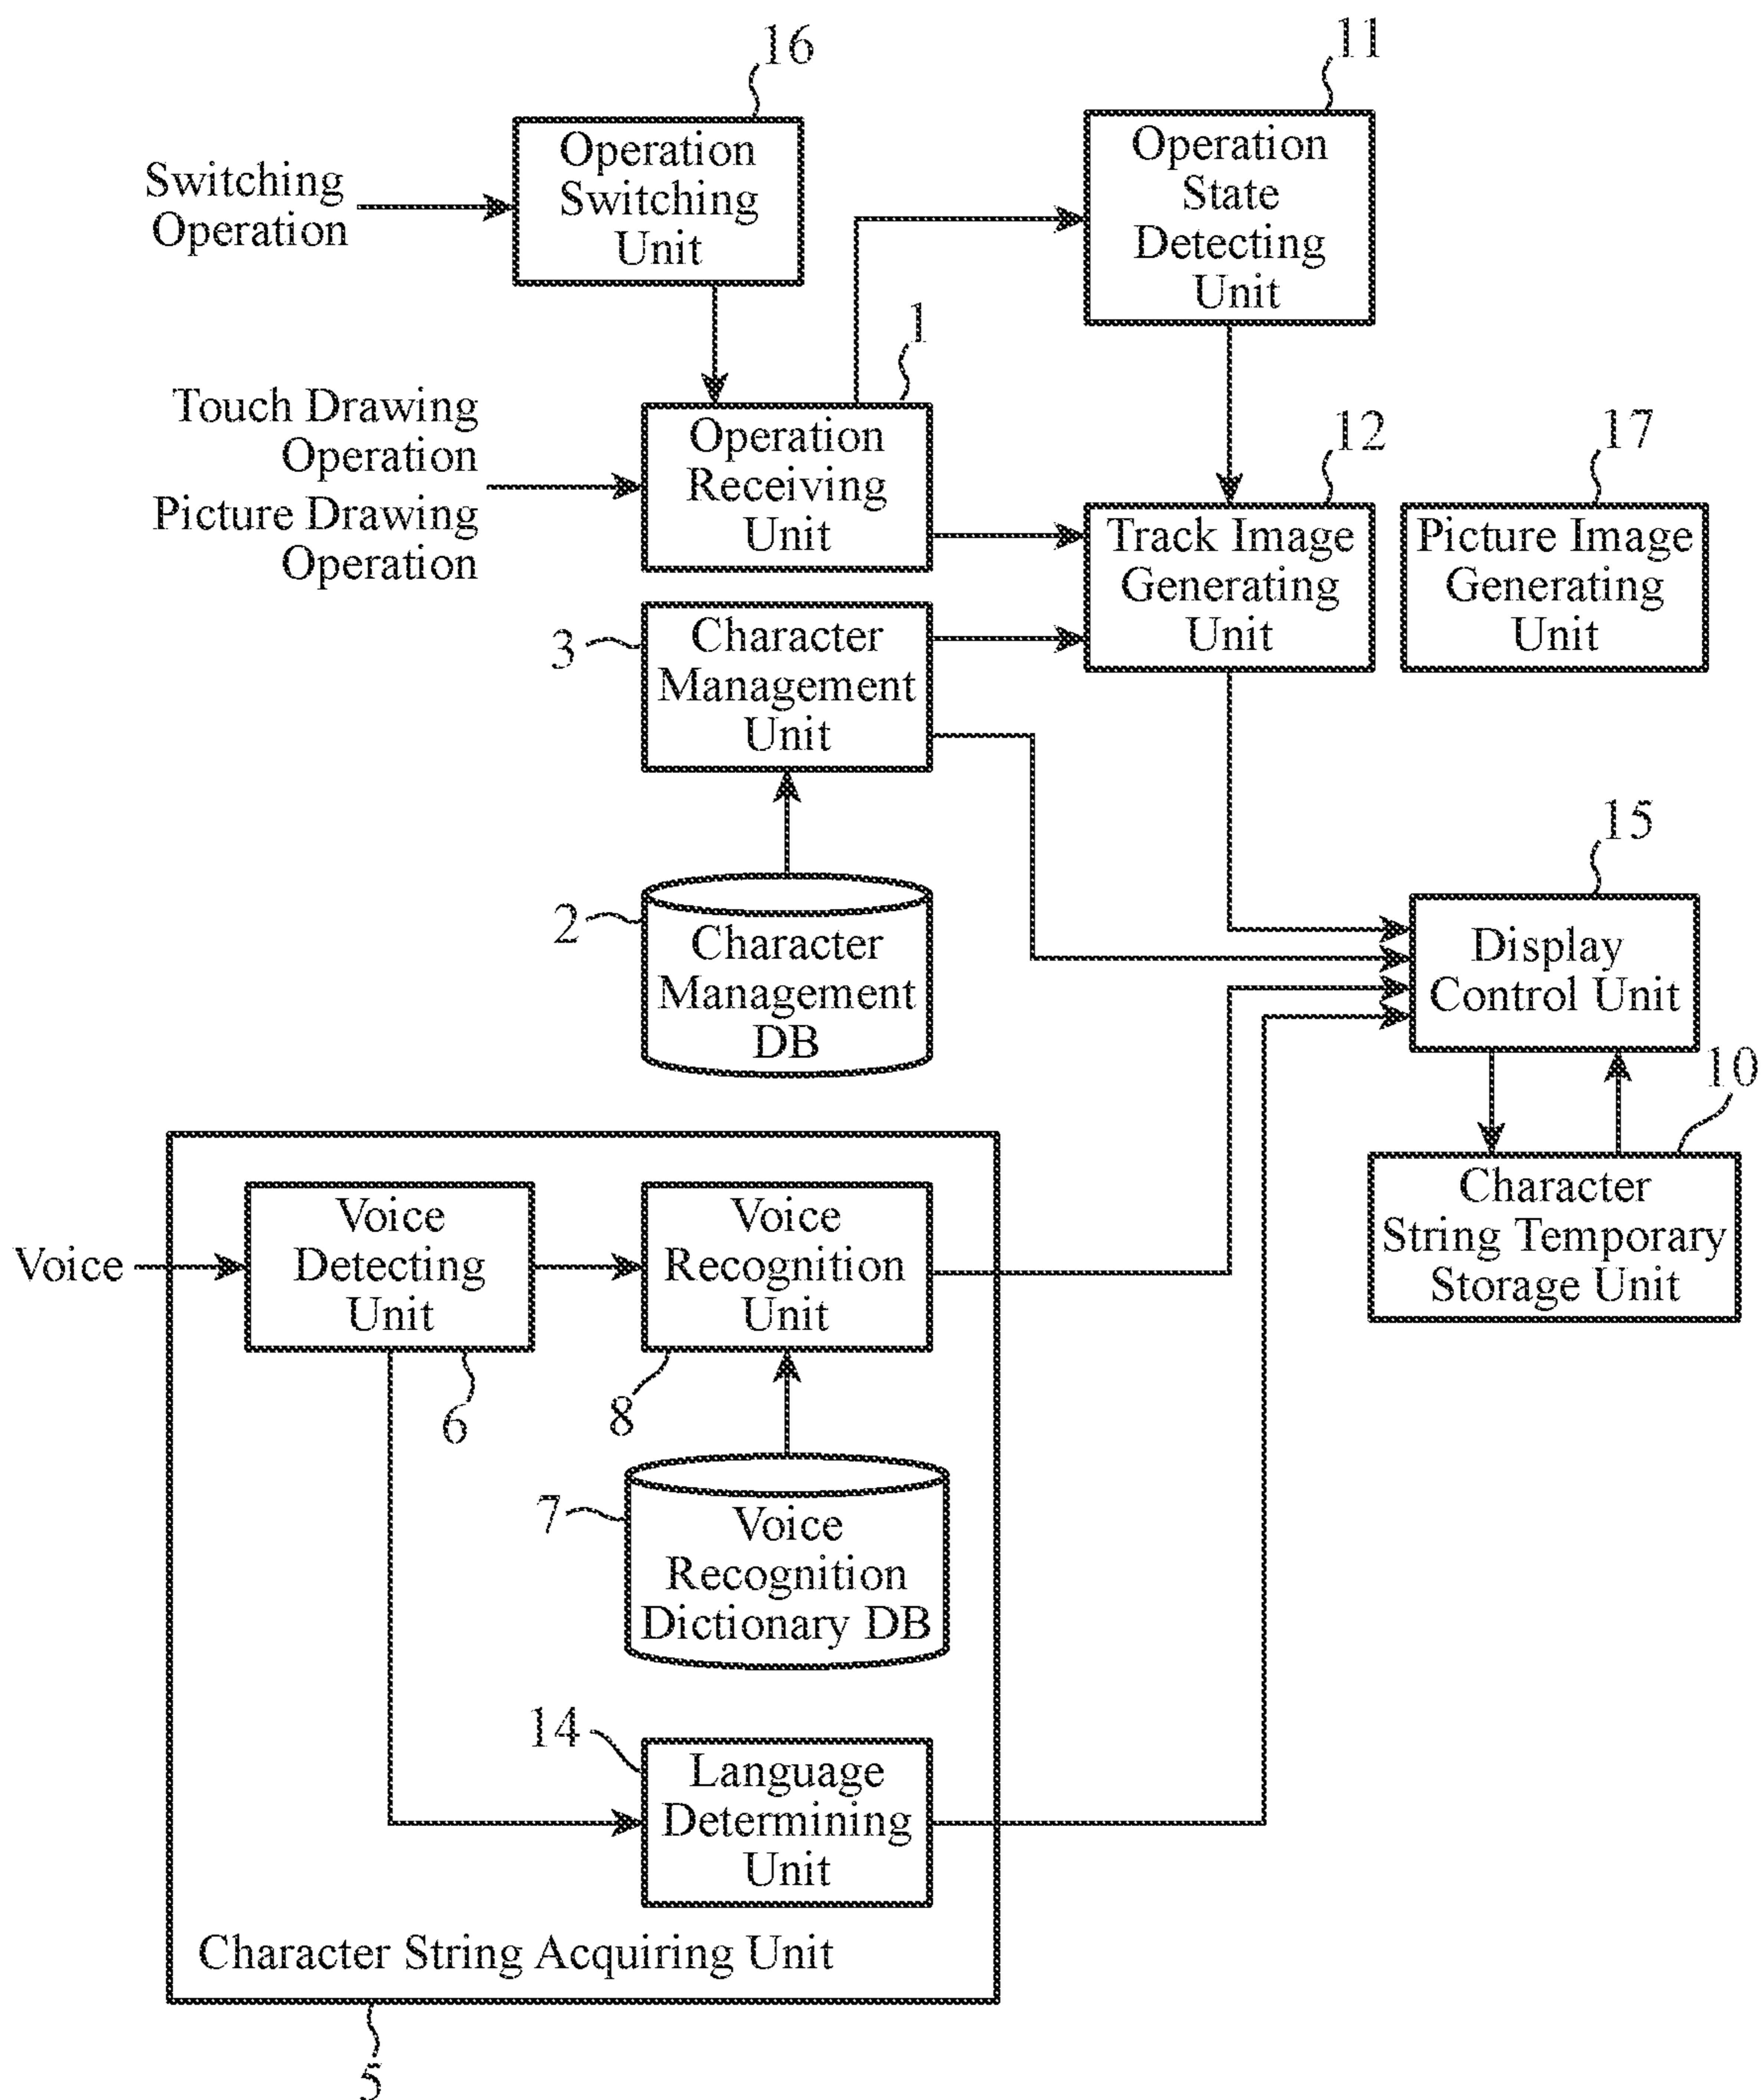 16
11
Switching
Operation
Operation
Switching
Unit
Operation
State
Detecting
Unit
1
Touch Drawing
Operation
Picture Drawing
Operation
Operation
Receiving
Unit
12
17
Track Image
Generating
Unit
Picture Image
Generating
Unit
3
Character
Management
Unit
15
2
Character
Management
DB
Display
Control Unit
10
Character
String Temporary
Storage Unit
Voice
Voice
Detecting
Unit
Voice
Recognition
Unit
6
8
7
Voice
Recognition
Dictionary DB
14
Language
Determining
Unit
Character String Acquiring Unit
5